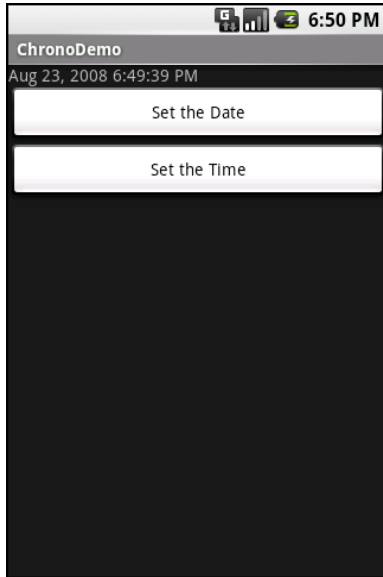 G
6:50 PM
ChronoDemo
Aug 23, 2008 6:49:39 PM
Set the Date
Set the Time